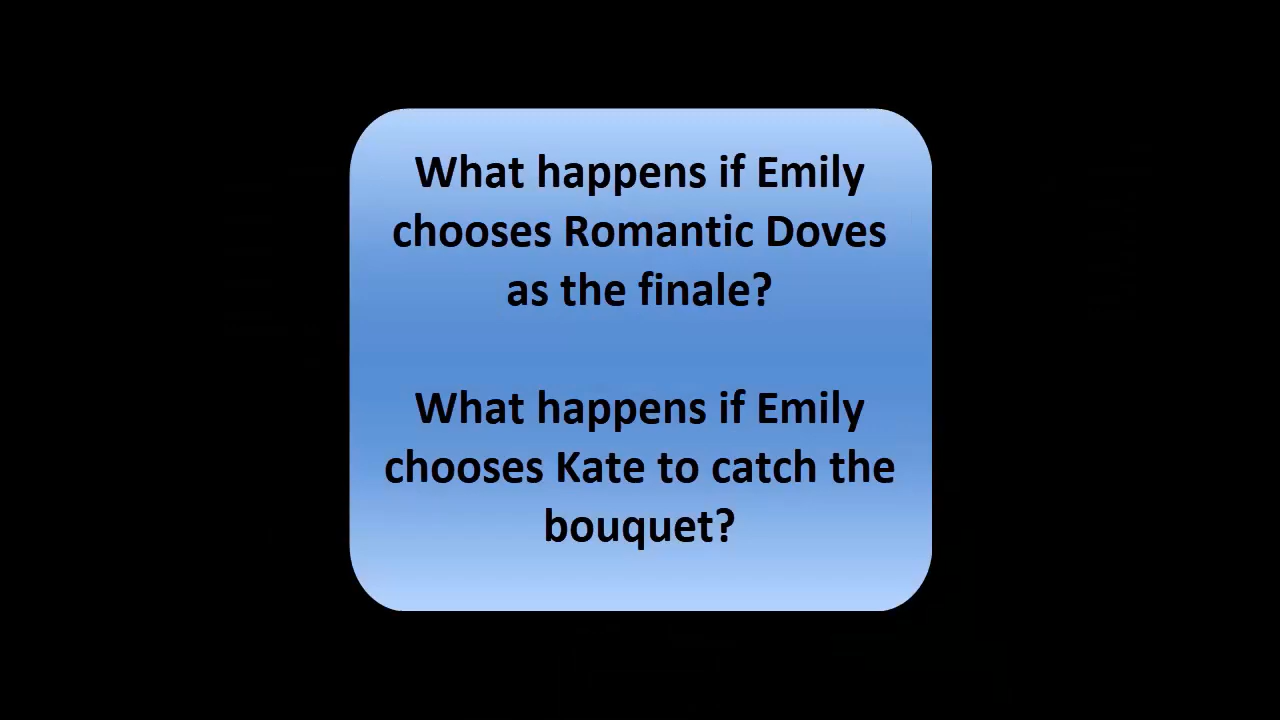 What happens if Emily
chooses Romantic Doves
as the finale?
What happens if Emily
chooses Kate to catch the
bouquet?